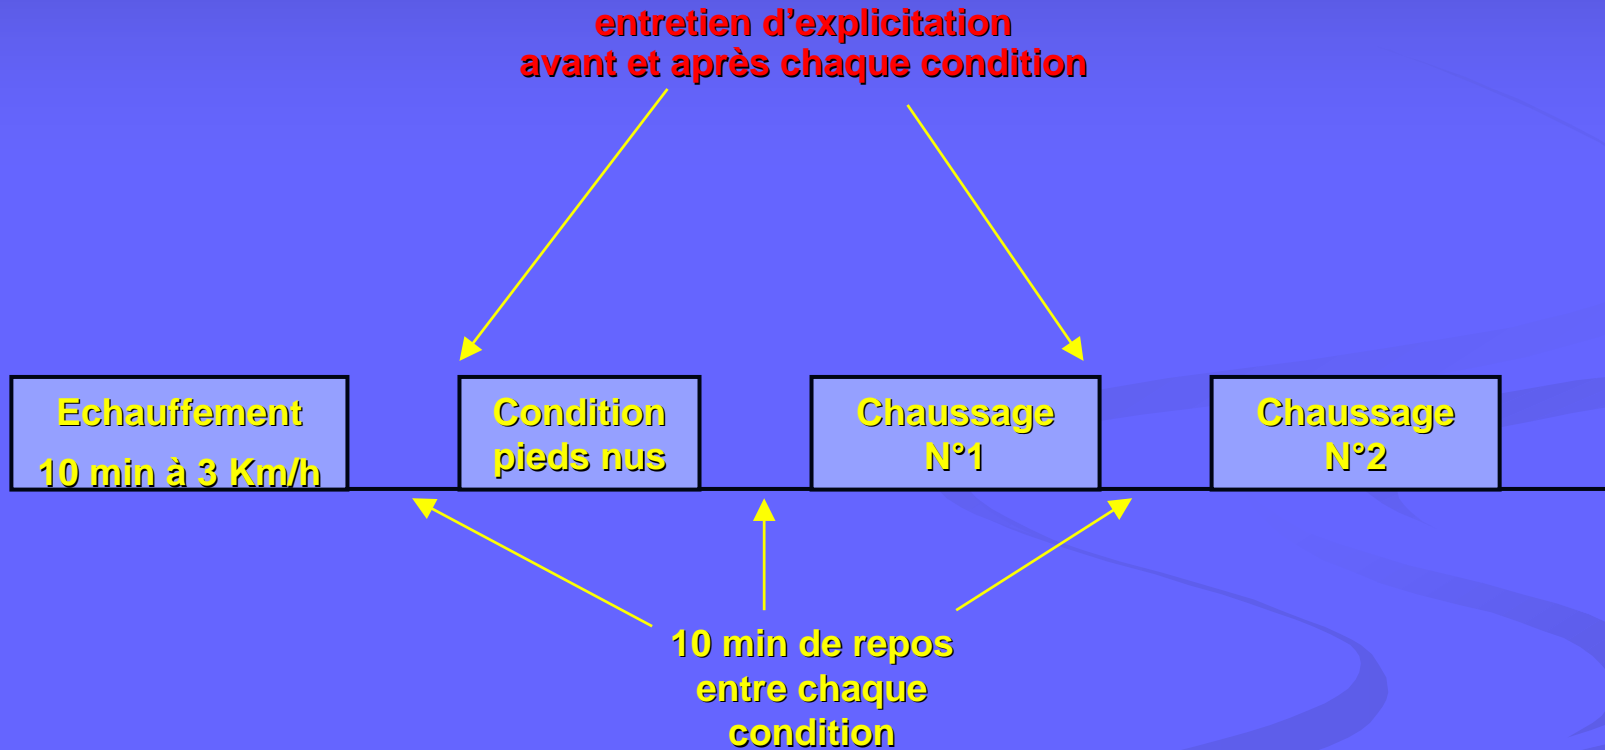 entretien d’explicitation
avant et après chaque condition
Echauffement
10 min à 3 Km/h
Condition
pieds nus
Chaussage
N°1
Chaussage
N°2
10 min de repos
entre chaque
condition